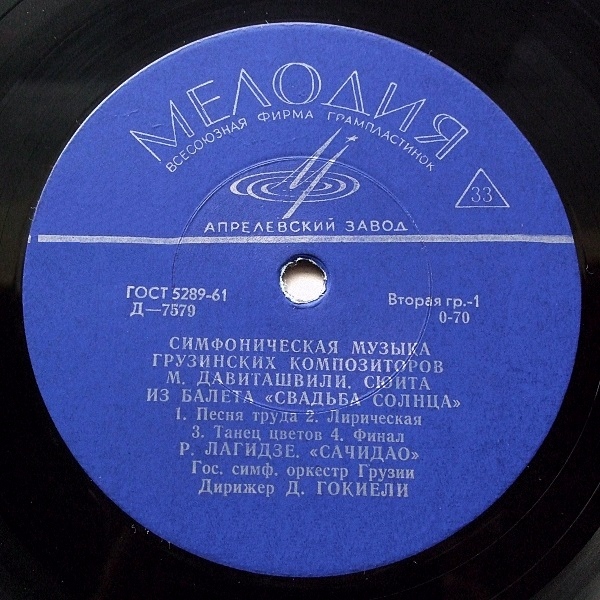 МЕЛОДИЯ
ВСЕСОЮЗНАЯ ФИРМА ГРАМПЛАСТИНОК
33
АПРЕЛЕВСКИЙ ЗАВОД
ГОСТ 5289-61
Д—7579
Вторая гр.-1
0-70
СИМФОНИЧЕСКАЯ МУЗЫКА
ГРУЗИНСКИХ КОМПОЗИТОРОВ
М. ДАВИТАШВИЛИ. СЮИТА
ИЗ БАЛЕТА «СВАДЬБА СОЛНЦА»
1. Песня труда 2. Лирическая
3. Танец цветов 4. Финал
Р. ЛАГИДЗЕ. «САЧИДАО»
Гос. симф. оркестр Грузии
Дирижер Д. ГОКИЕЛИ